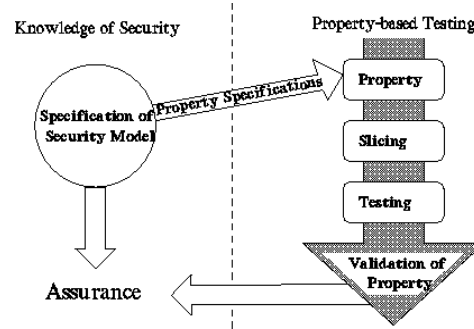 Knowledge of Security
Property-based Testing
Specification of
Security Model
Property Specifications
Property
Slicing
Testing
Validation of
Property
Assurance